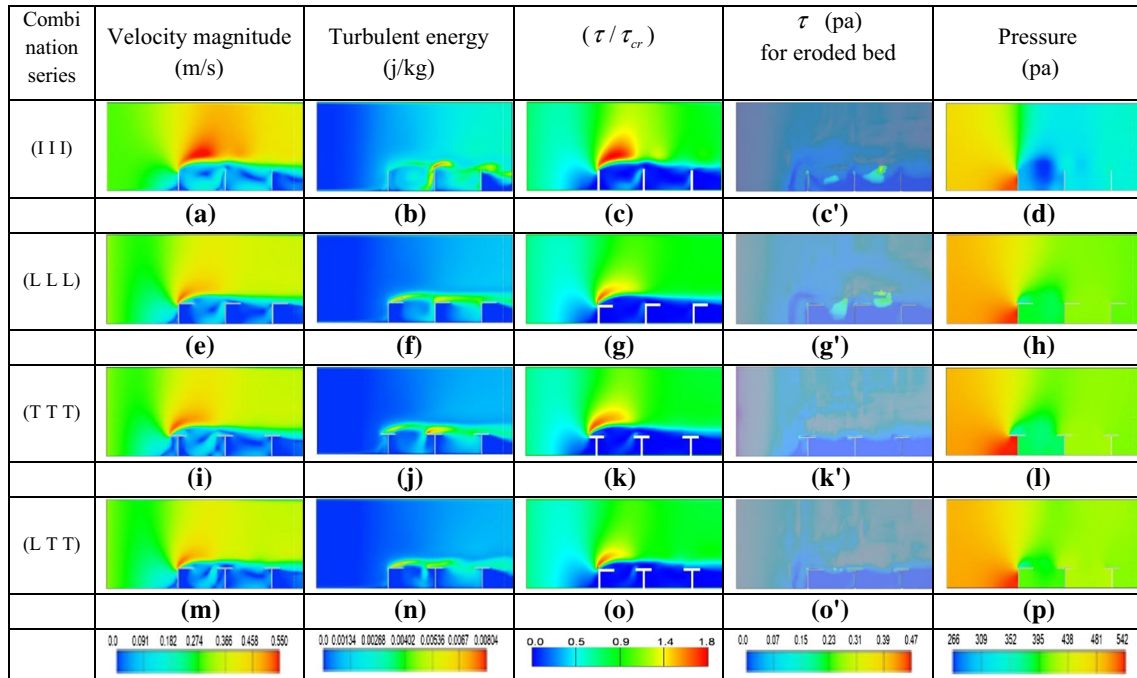 Combi
nation
series
Velocity magnitude
(m/s)
Turbulent energy
(j/kg)
(τ / τcr)
τ (pa)
for eroded bed
Pressure
(pa)
(I I I)
(a)
(b)
(c)
(c')
(d)
(L L L)
(e)
(f)
(g)
(g')
(h)
(T T T)
(i)
(j)
(k)
(k')
(l)
(L T T)
(m)
(n)
(o)
(o')
(p)
0.0 0.091 0.182 0.274 0.365 0.458 0.550
0.0 0.00134 0.00268 0.00402 0.00536 0.0067 0.00804
0.0 0.5 0.9 1.4 1.8
0.0 0.07 0.15 0.23 0.31 0.39 0.47
266 309 352 395 438 481 542